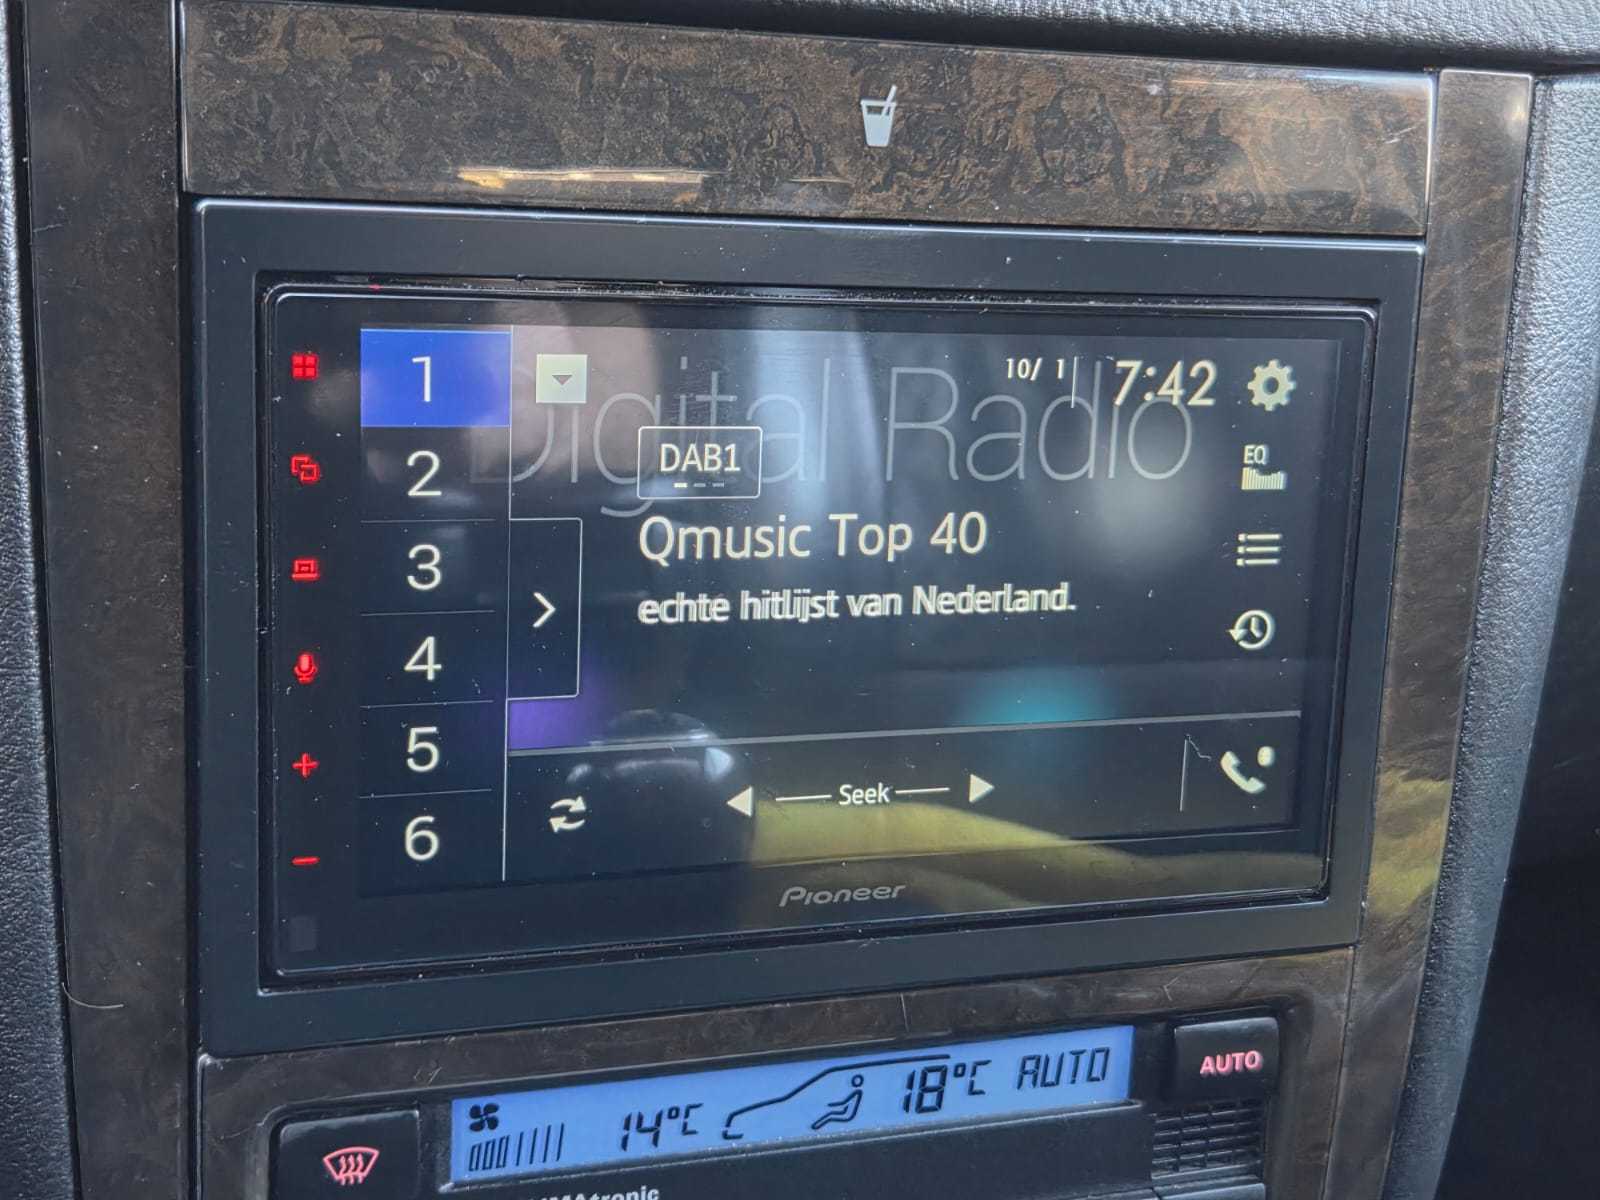 1
2
3
4
5
6
Digital Radio
10/ 1
7:42
DAB1
EQ
Qmusic Top 40
echte hitlijst van Nederland.
Seek
Pioneer
14°C
18°C AUTO
AUTO